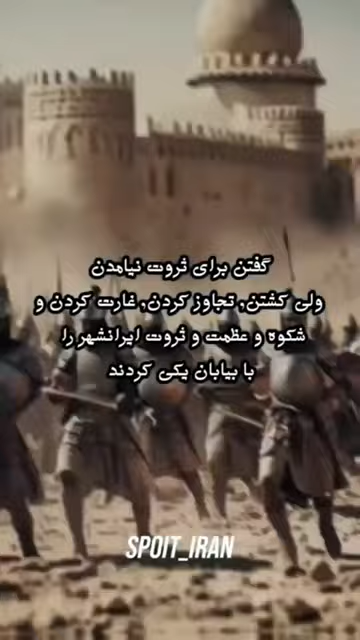 گفتن برای ثروت نیامدن
ولی کشتن, تجاوز کردن, غارت کردن و
شکوه و عظمت و ثروت ایرانشهر را
با بیابان یکی کردند
SPOIT_IRAN